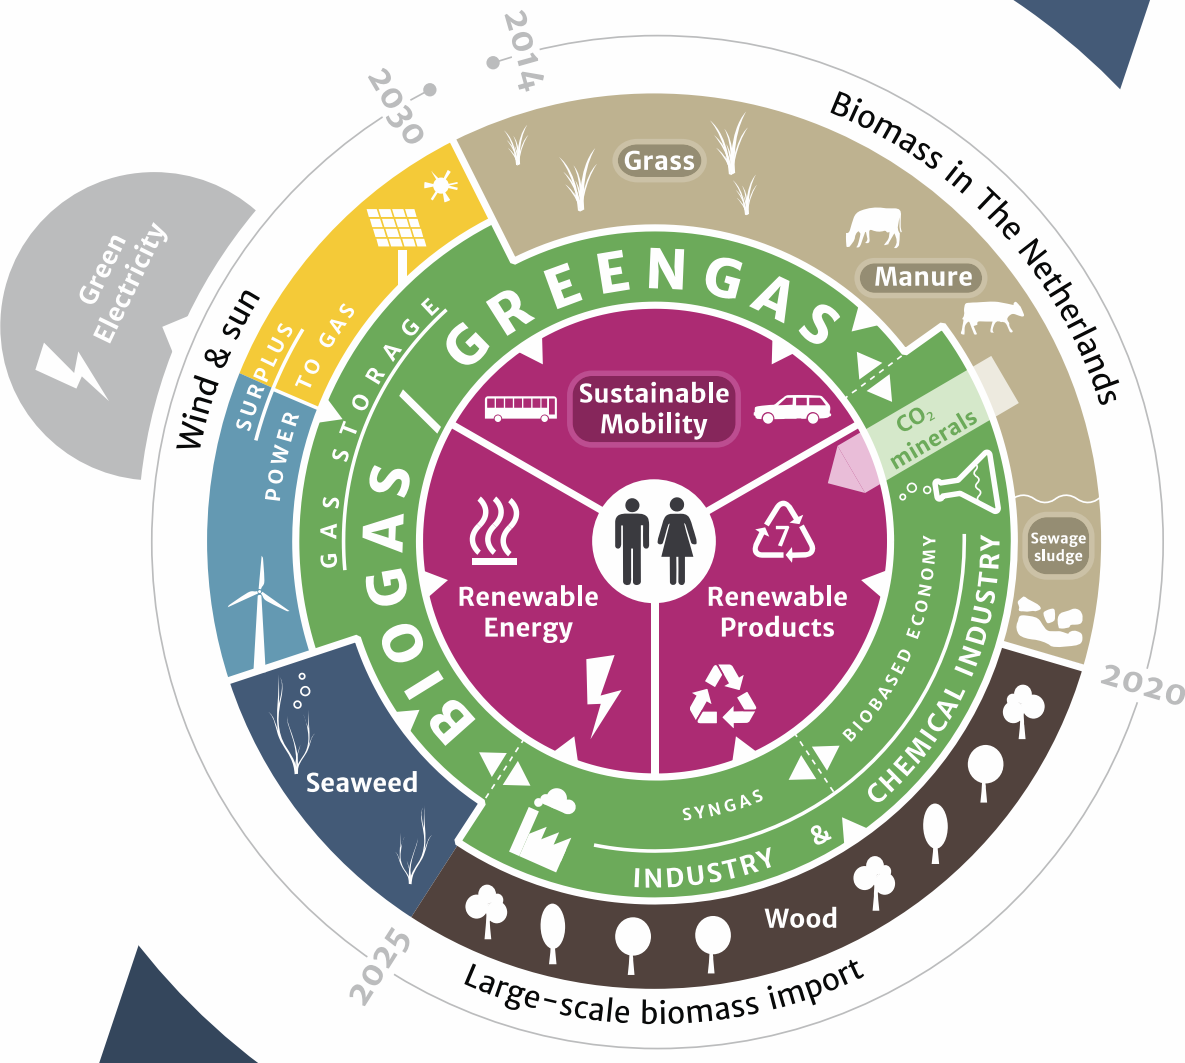 2014
2030
Biomass in The Netherlands
Grass
Manure
Green
Electricity
Wind & sun
SURPLUS
POWER TO GAS
GAS STORAGE
BIOGAS / GREENGAS
Sustainable
Mobility
CO₂
minerals
7
Renewable
Energy
Renewable
Products
Sewage
sludge
BIOBASED ECONOMY
INDUSTRY & CHEMICAL INDUSTRY
SYNGAS
2020
Seaweed
Wood
2025
Large-scale biomass import